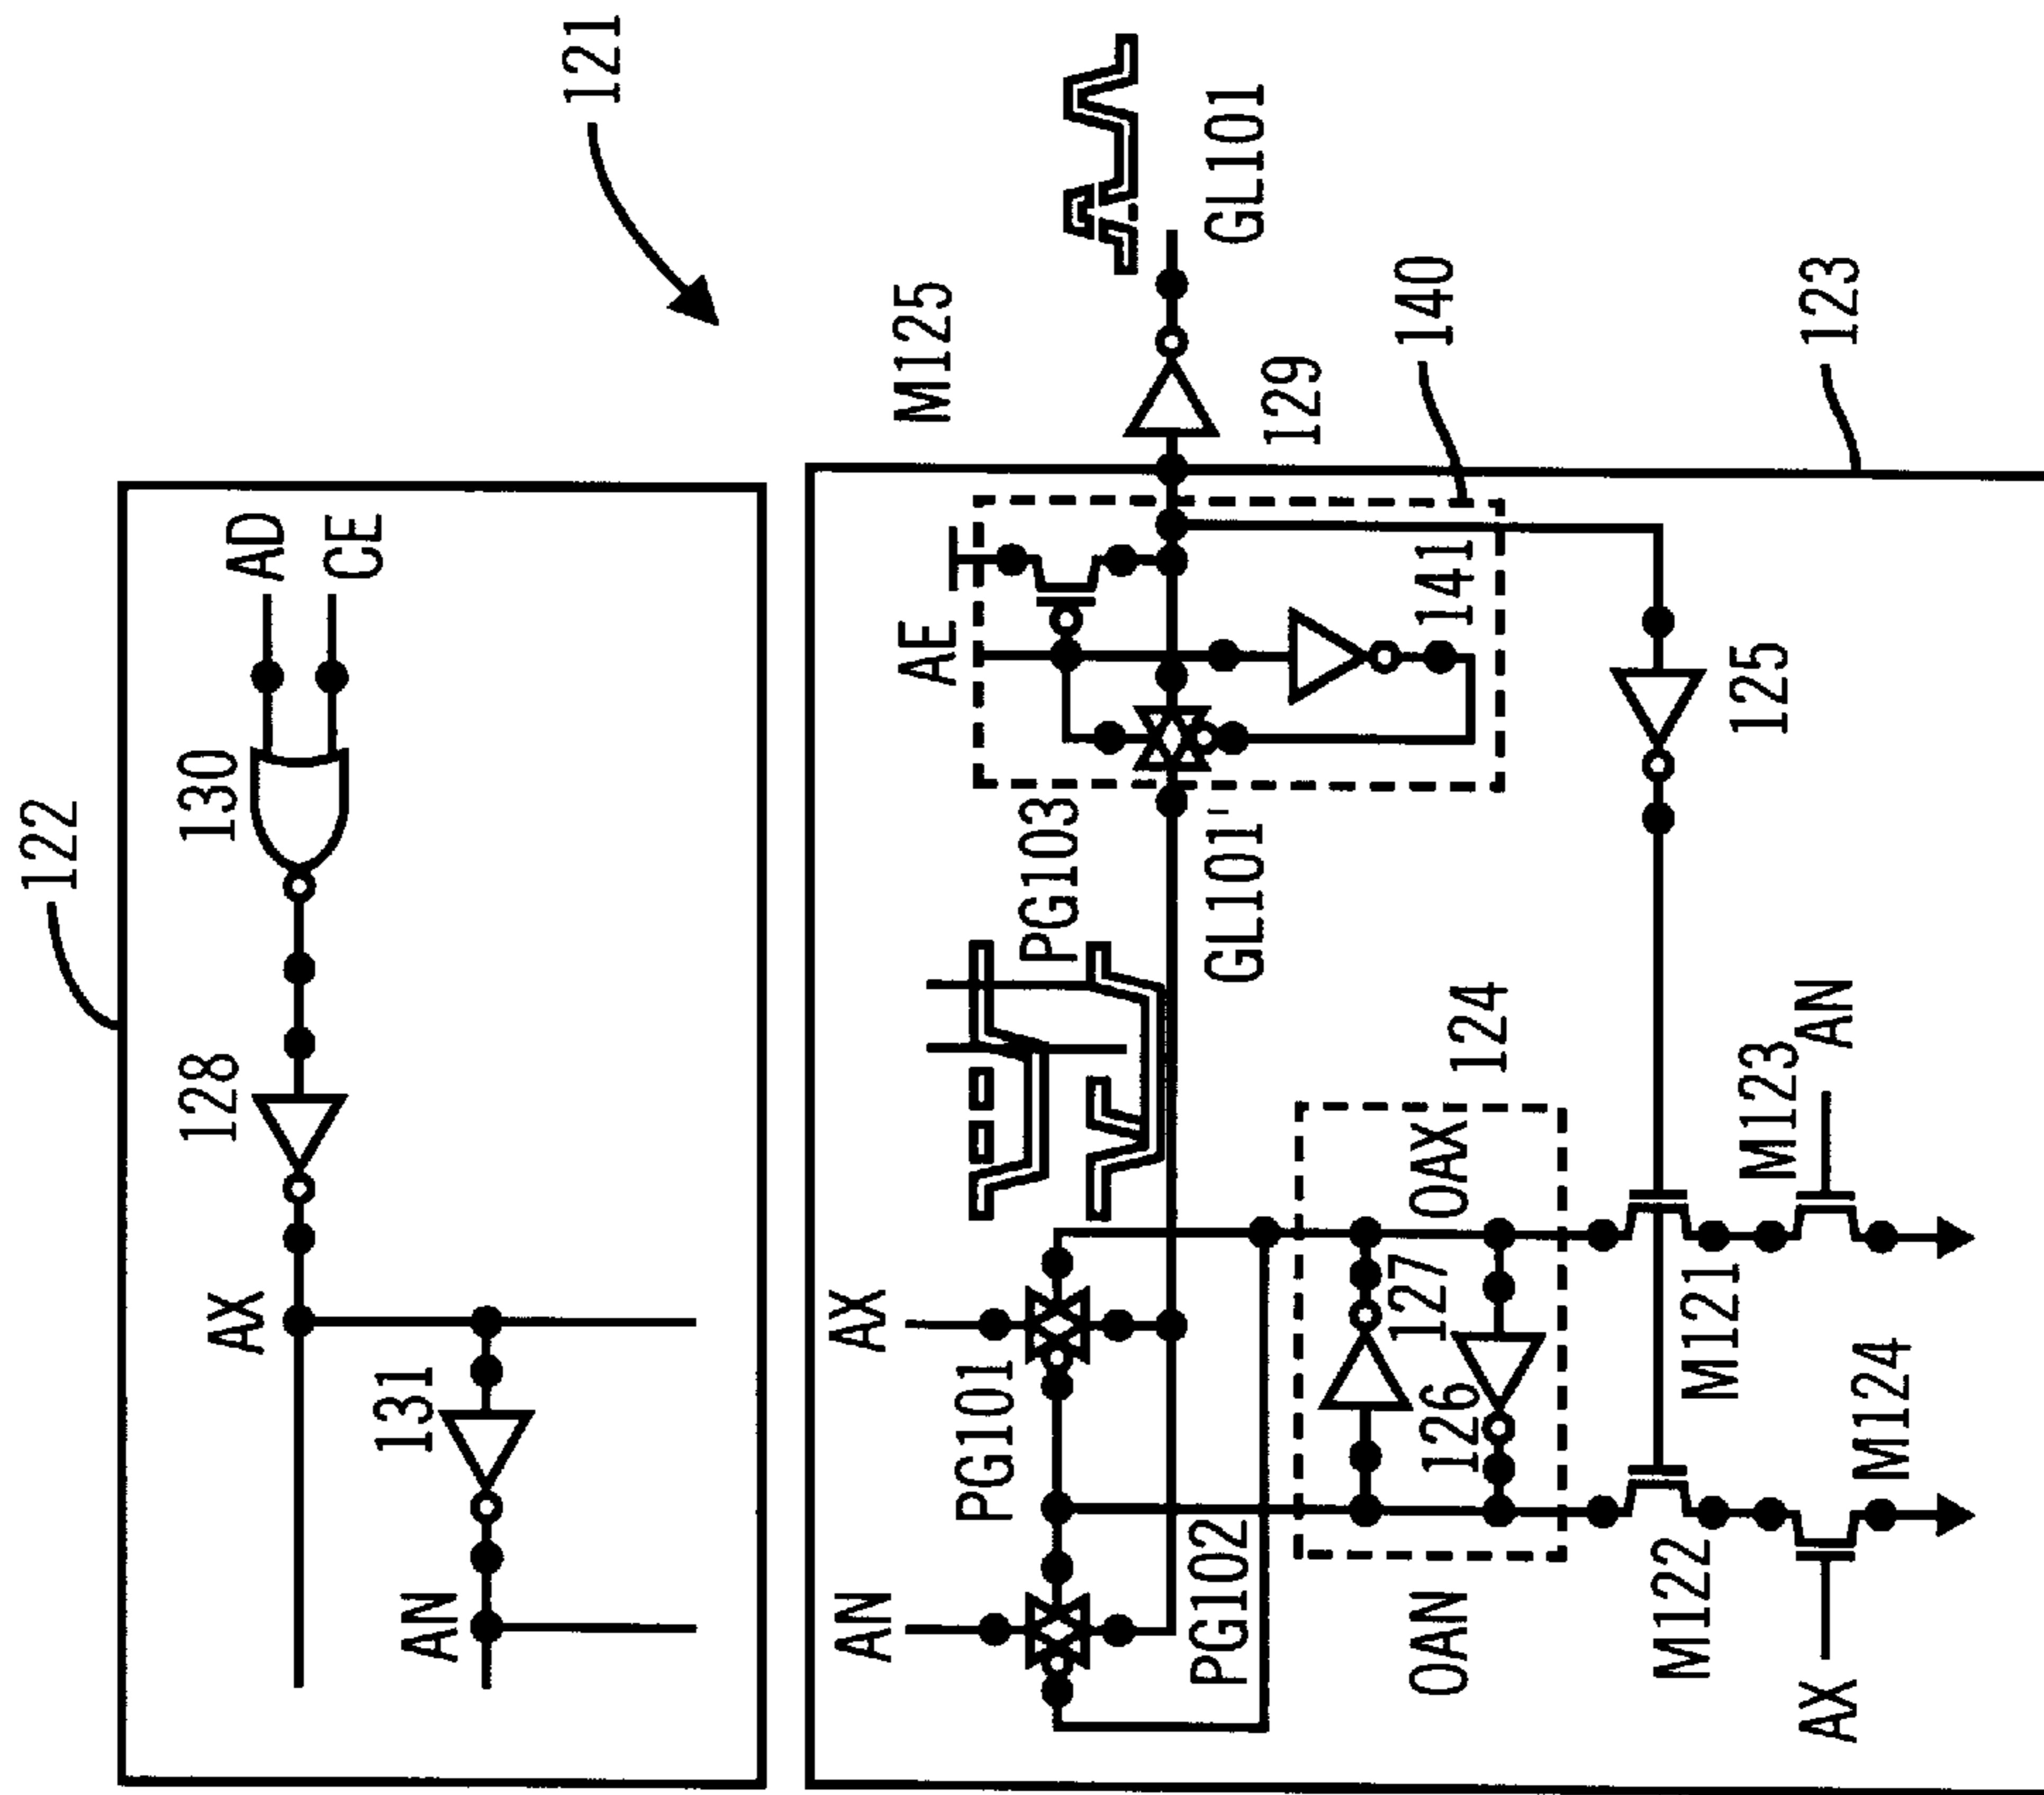 121
122
AD
CE
130
128
AX
131
AN
M125
GL101
129
140
123
AE
141
125
PG103
GL101'
124
AN
M123
OAX
127
126
M121
M124
AX
PG101
PG102
AN
OAN
M122
AX